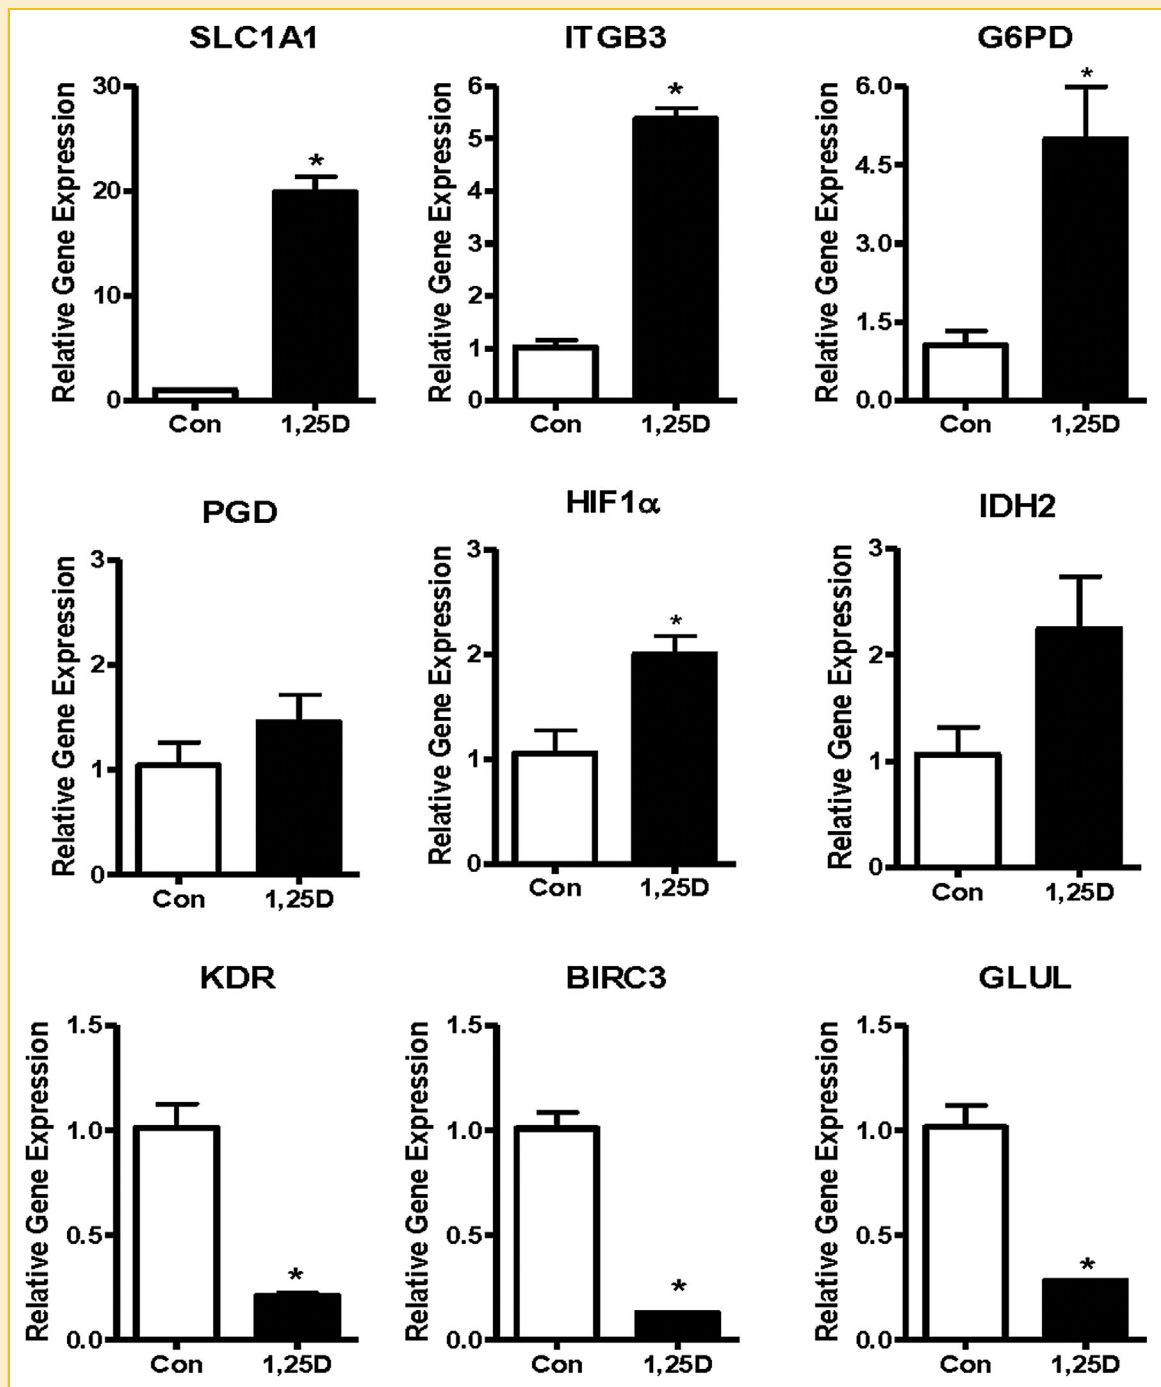 SLC1A1 ITGB3 G6PD
Relative Gene Expression
30
20
10
0
*
Con 1,25D
Relative Gene Expression
6
5
4
3
2
1
0
*
Con 1,25D
Relative Gene Expression
6.0
4.5
3.0
1.5
0.0
*
Con 1,25D
PGD HIF1α IDH2
Relative Gene Expression
3
2
1
0
Con 1,25D
Relative Gene Expression
3
2
1
0
*
Con 1,25D
Relative Gene Expression
3
2
1
0
Con 1,25D
KDR BIRC3 GLUL
Relative Gene Expression
1.5
1.0
0.5
0.0
*
Con 1,25D
Relative Gene Expression
1.5
1.0
0.5
0.0
*
Con 1,25D
Relative Gene Expression
1.5
1.0
0.5
0.0
*
Con 1,25D